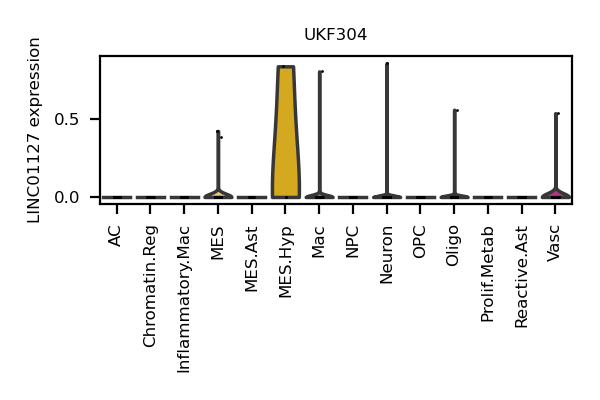 UKF304
LINC01127 expression
0.5
0.0
AC
Chromatin.Reg
Inflammatory.Mac
MES
MES.Ast
MES.Hyp
Mac
NPC
Neuron
OPC
Oligo
Prolif.Metab
Reactive.Ast
Vasc